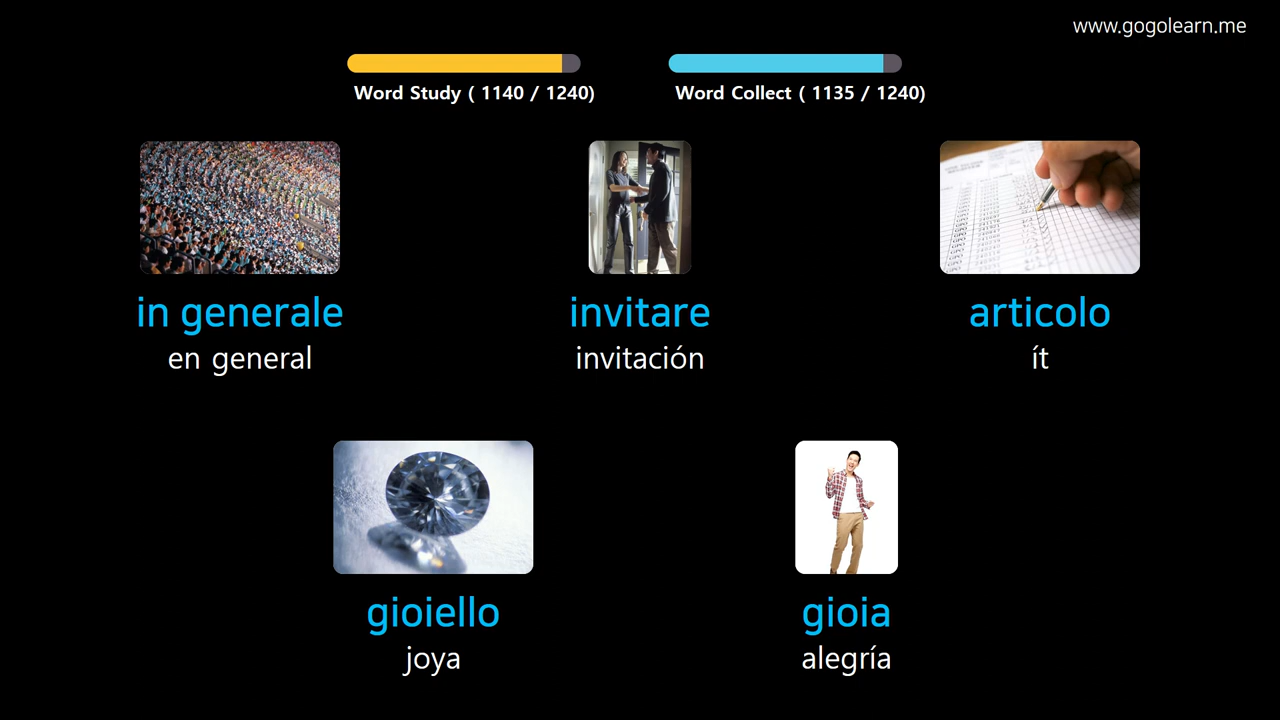 www.gogolearn.me
Word Study ( 1140 / 1240)
Word Collect ( 1135 / 1240)
in generale
en general
invitare
invitación
articolo
ít
gioiello
joya
gioia
alegría